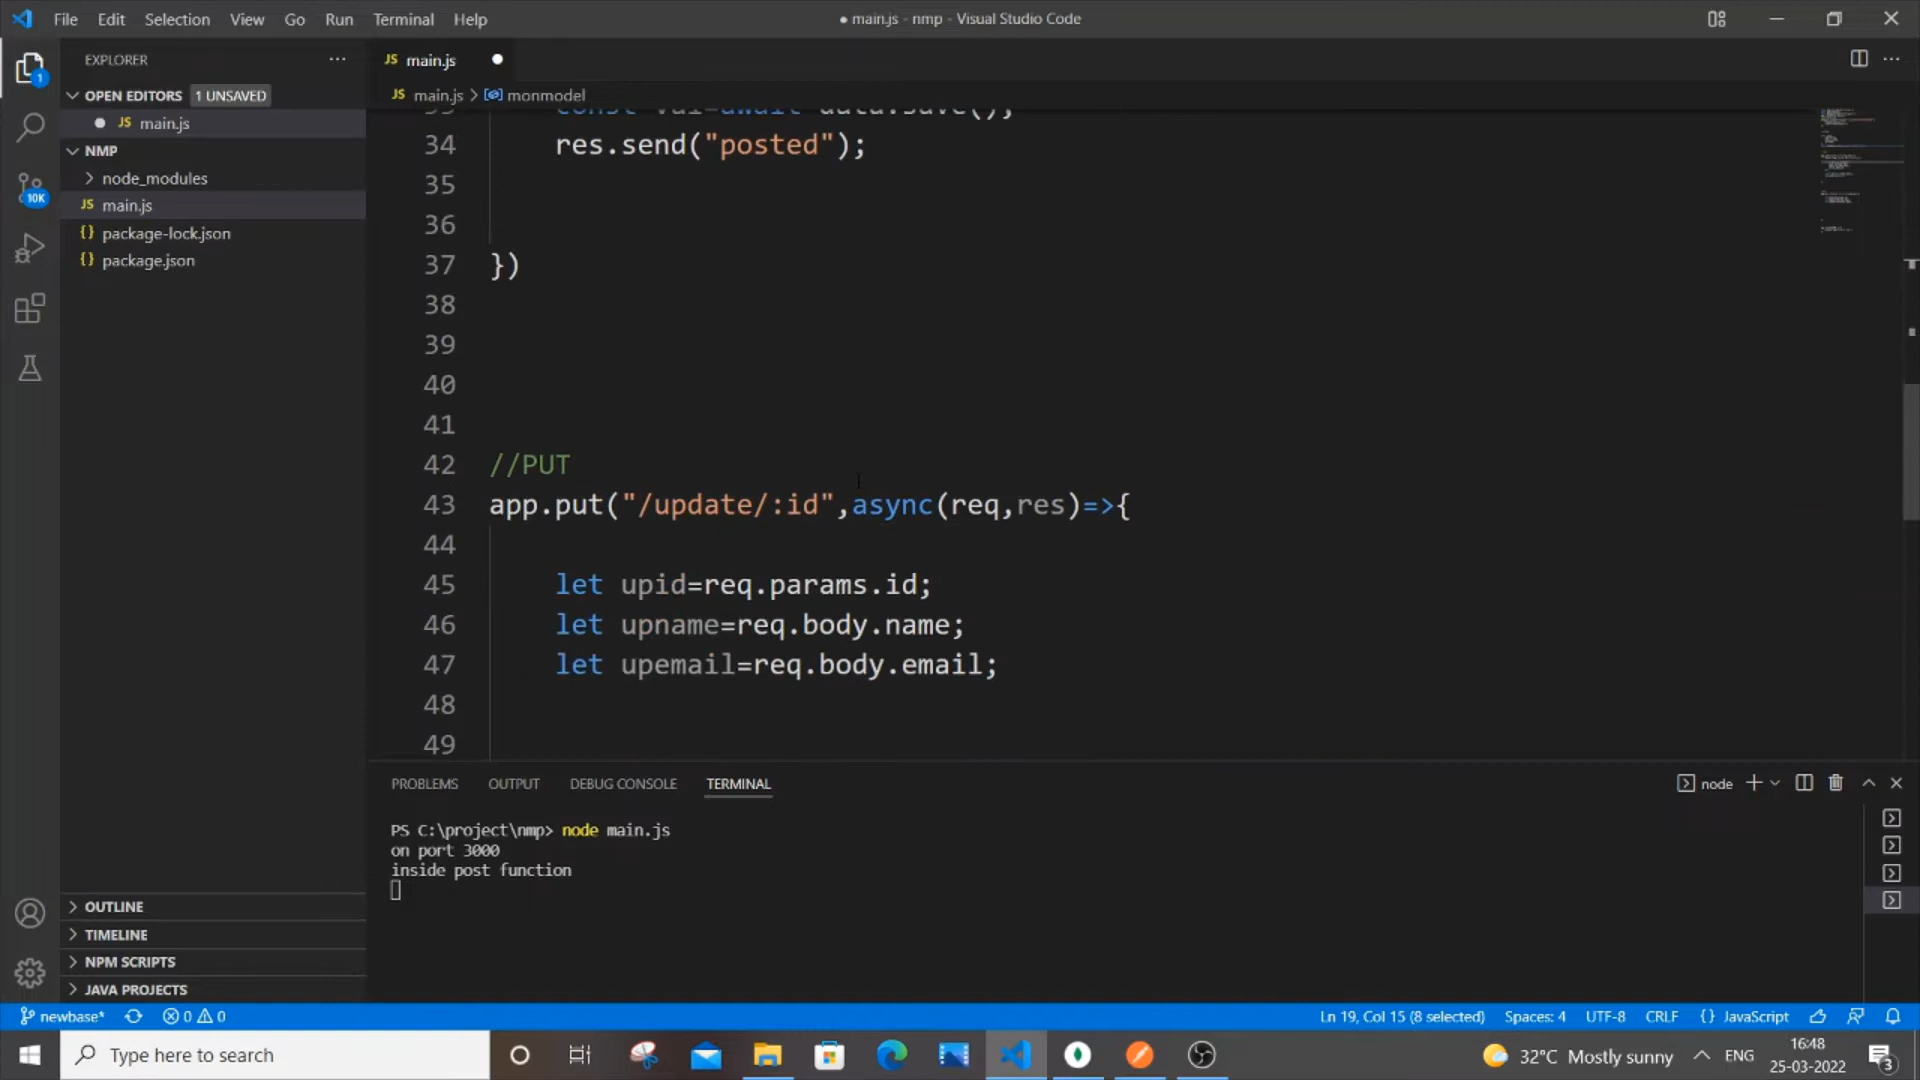 File Edit Selection View Go Run Terminal Help
● main.js - nmp - Visual Studio Code
EXPLORER
JS main.js
OPEN EDITORS 1 UNSAVED
JS main.js > monmodel
1
JS main.js
NMP
node_modules
JS main.js
{} package-lock.json
{} package.json
10K
34 res.send("posted");
35
36
37 })
38
39
40
41
42 //PUT
43 app.put("/update/:id",async(req,res)=>{
44
45 let upid=req.params.id;
46 let upname=req.body.name;
47 let upemail=req.body.email;
48
49
PROBLEMS OUTPUT DEBUG CONSOLE TERMINAL
node
PS C:\project\nmp> node main.js
on port 3000
inside post function
OUTLINE
TIMELINE
NPM SCRIPTS
JAVA PROJECTS
newbase* 0 0
Ln 19, Col 15 (8 selected) Spaces: 4 UTF-8 CRLF {} JavaScript
Type here to search
32°C Mostly sunny
ENG
16:48
25-03-2022
3